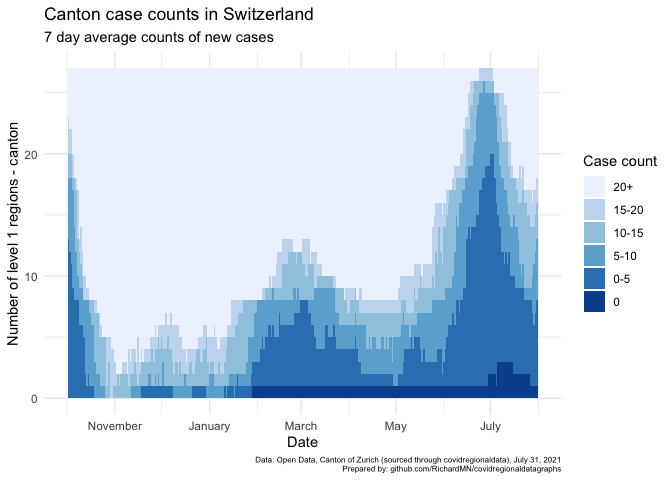 Canton case counts in Switzerland
7 day average counts of new cases
Number of level 1 regions - canton
20
10
0
November January March May July
Date
Case count
20+
15-20
10-15
5-10
0-5
0
Data: Open Data, Canton of Zurich (sourced through covidregionaldata), July 31, 2021
Prepared by: github.com/RichardMN/covidregionaldatagraphs